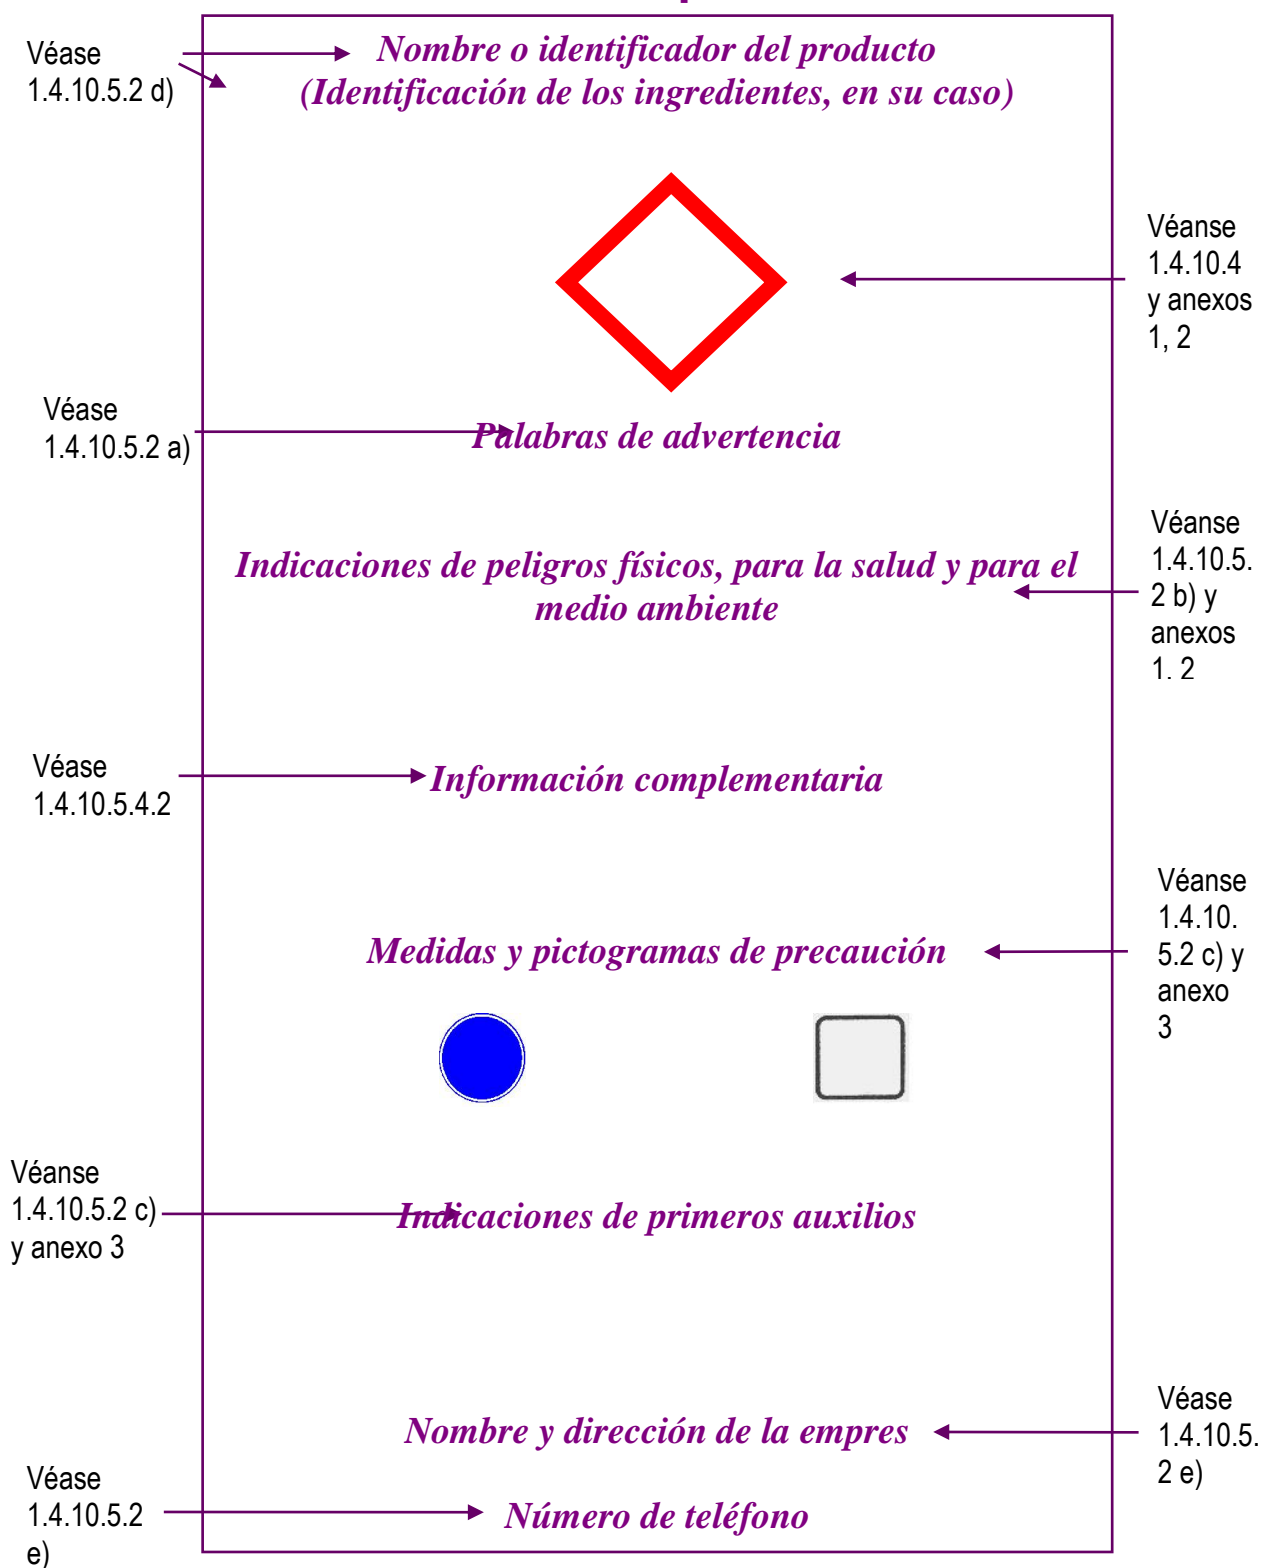 Véase
1.4.10.5.2 d)
Nombre o identificador del producto
(Identificación de los ingredientes, en su caso)
Véanse
1.4.10.4
y anexos
1, 2
Véase
1.4.10.5.2 a)
Palabras de advertencia
Indicaciones de peligros físicos, para la salud y para el
medio ambiente
Véanse
1.4.10.5.
2 b) y
anexos
1, 2
Véase
1.4.10.5.4.2
Información complementaria
Medidas y pictogramas de precaución
Véanse
1.4.10.
5.2 c) y
anexo
3
Véanse
1.4.10.5.2 c)
y anexo 3
Indicaciones de primeros auxilios
Nombre y dirección de la empres
Véase
1.4.10.5.
2 e)
Véase
1.4.10.5.2
e)
Número de teléfono